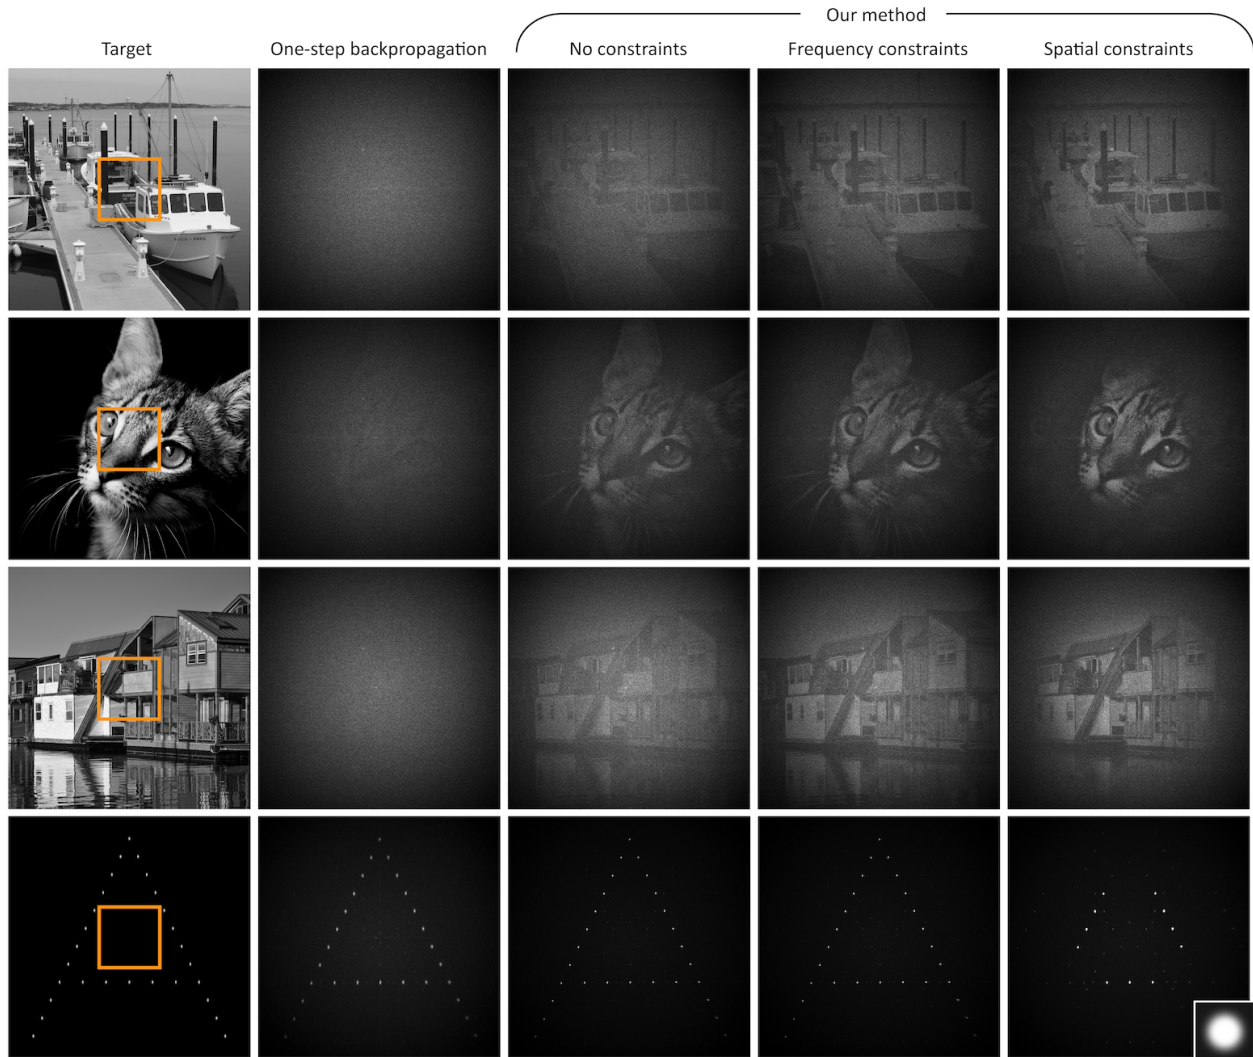 Our method
Target
One-step backpropagation
No constraints
Frequency constraints
Spatial constraints